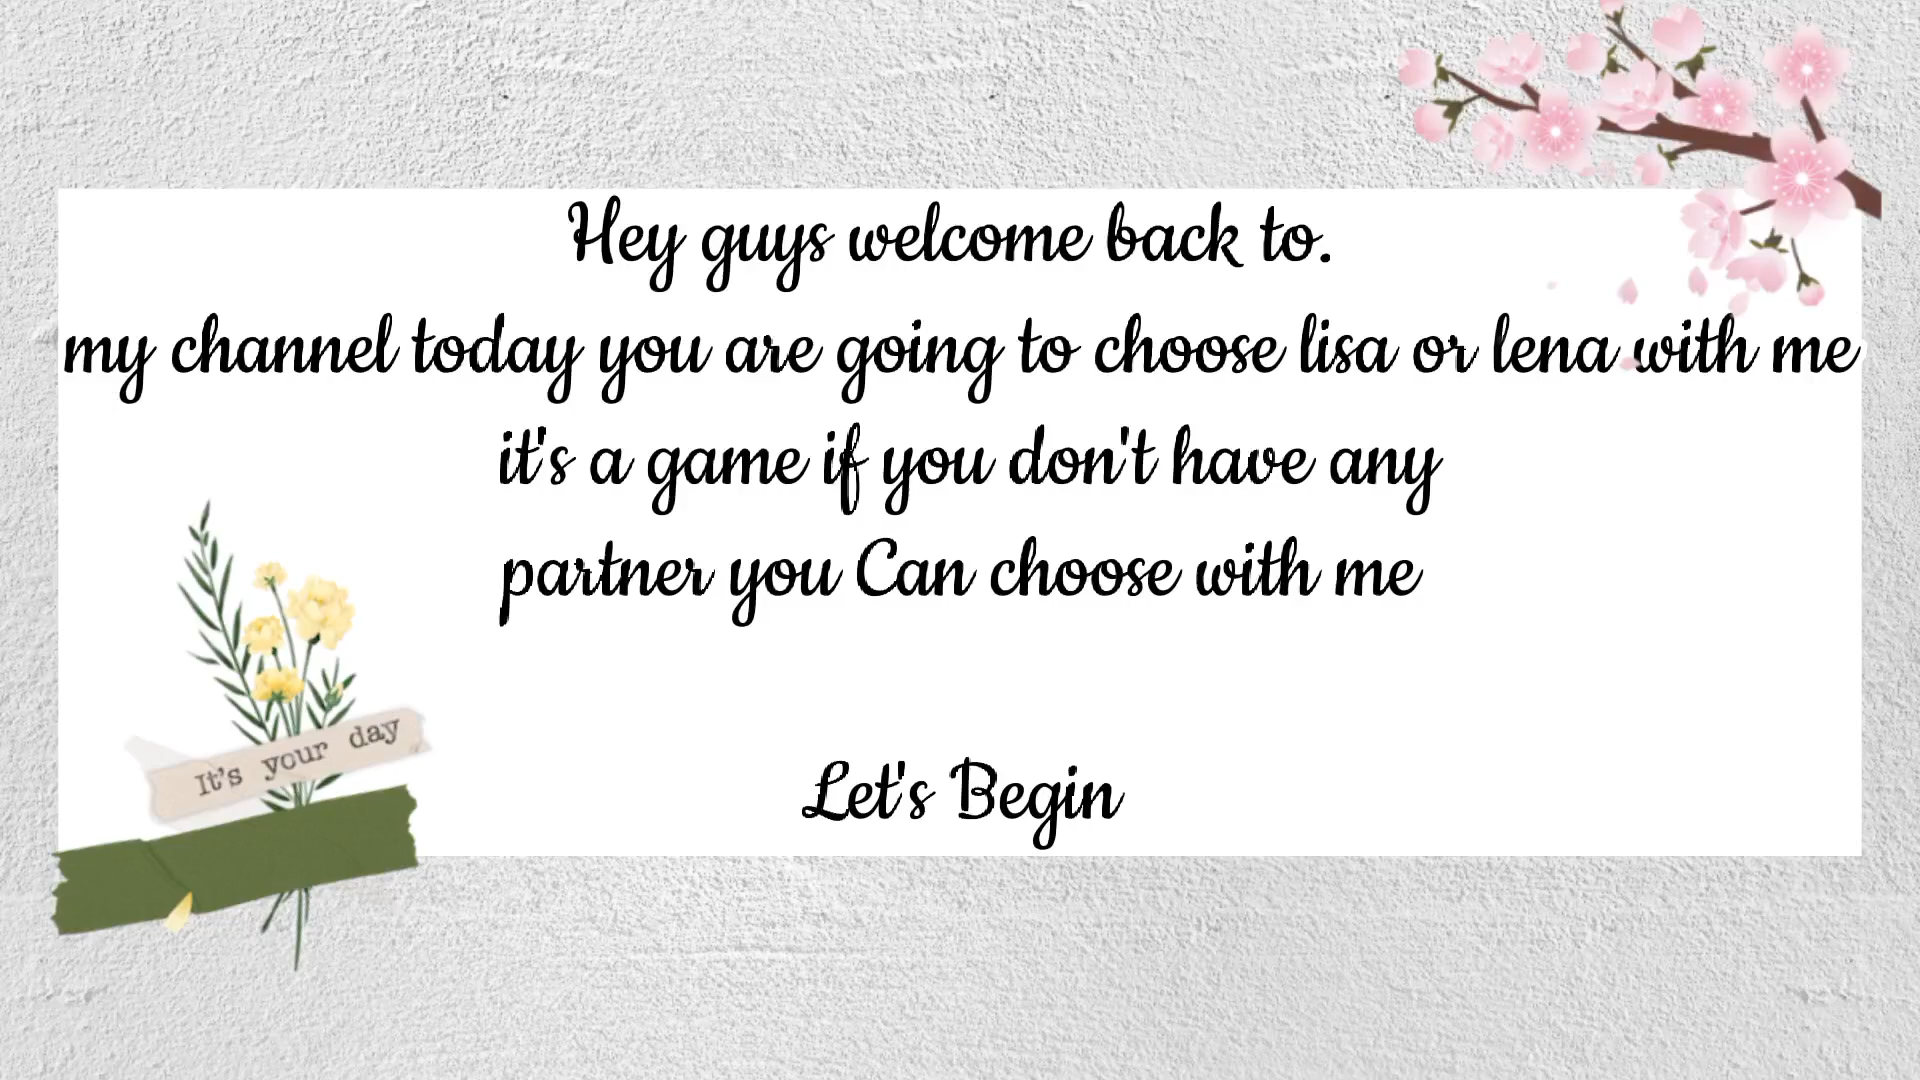 Hey guys welcome back to.
my channel today you are going to choose lisa or lena with me
it's a game if you don't have any
partner you Can choose with me
It's your day
Let's Begin